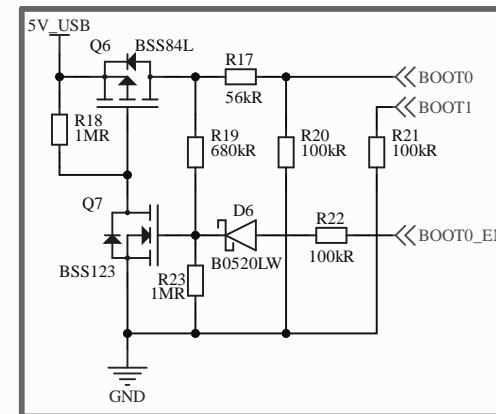 5V_USB
Q6
BSS84L
R17
56kR
BOOT0
BOOT1
R18
1MR
R19
680kR
R20
100kR
R21
100kR
Q7
D6
R22
BOOT0_EN
B0520LW
100kR
BSS123
R23
1MR
GND